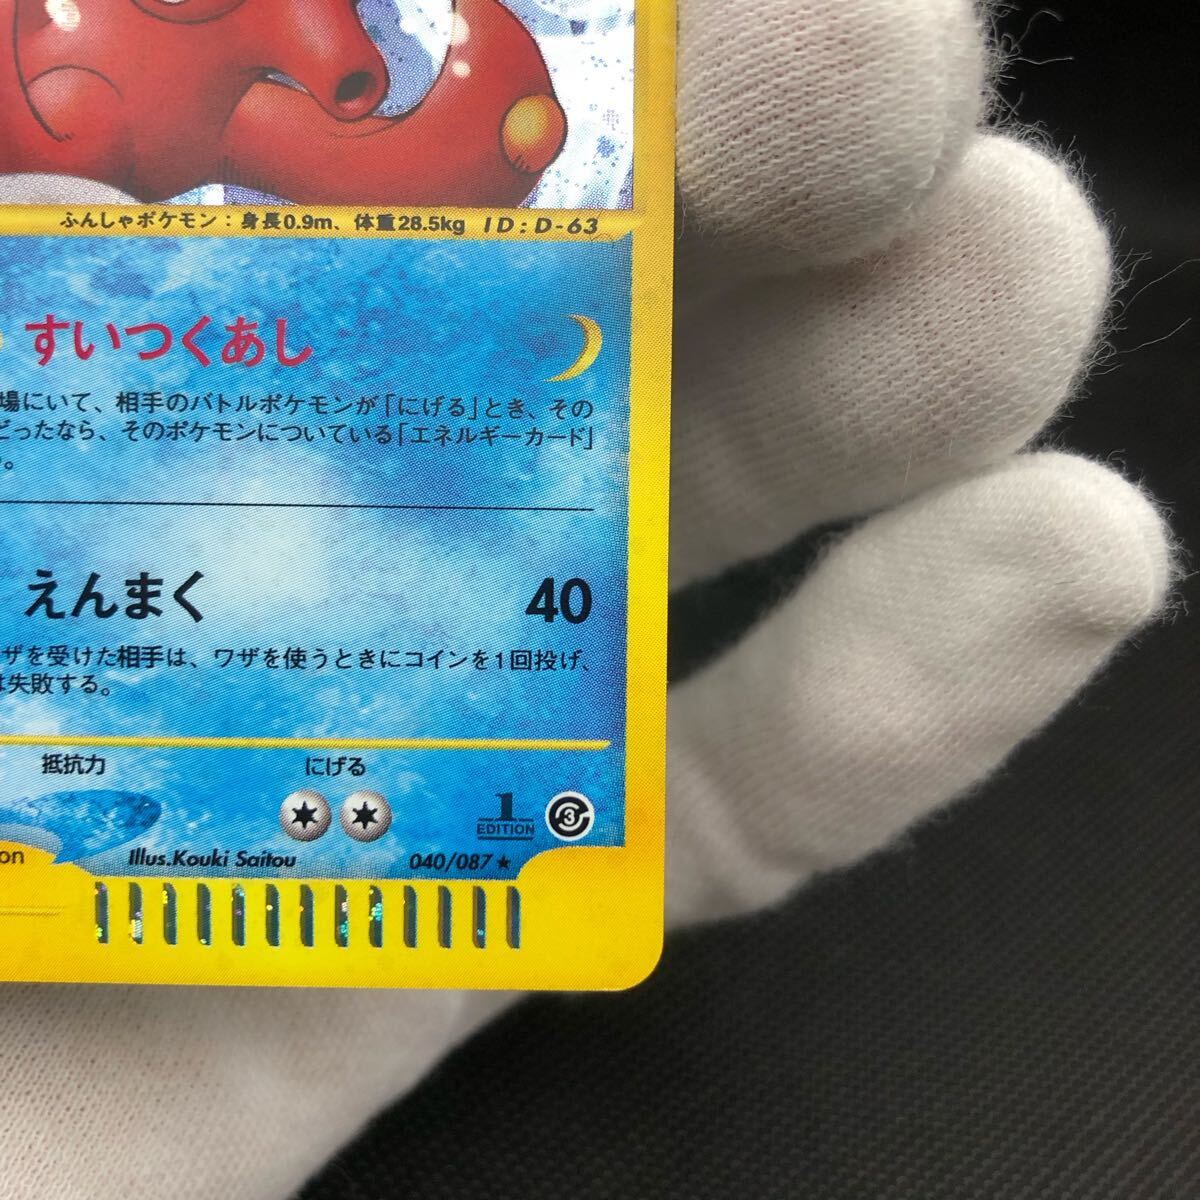 ふんしゃポケモン：身長0.9m、体重28.5kg ID:D-63
すいつくあし
場にいて、相手のバトルポケモンが「にげる」とき、その
どったなら、そのポケモンについている「エネルギーカード」
。
えんまく 40
ザを受けた相手は、ワザを使うときにコインを1回投げ、
は失敗する。
抵抗力 にげる
1 EDITION 3
on Illus.Kouki Saitou 040/087★